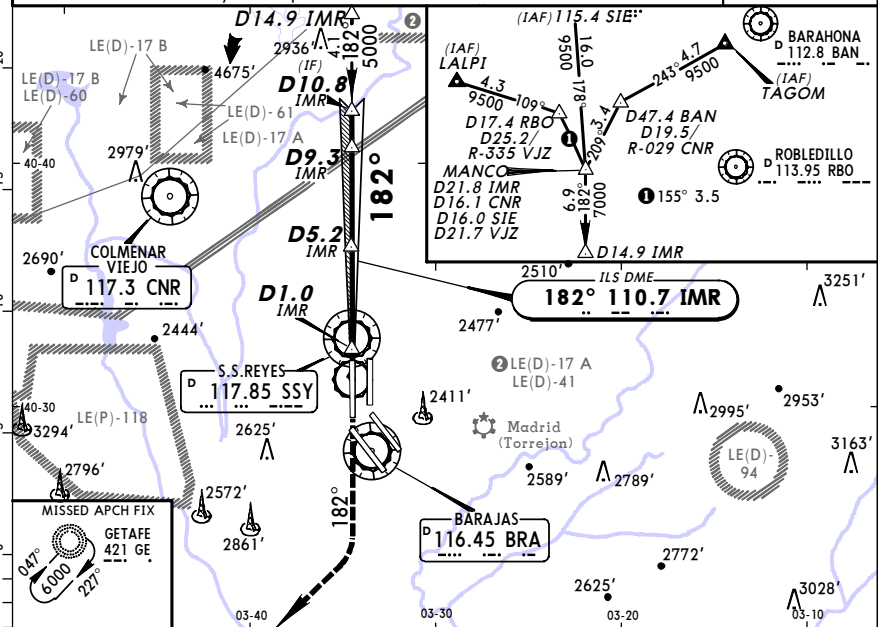 D14.9 IMR
2936'
4.1
182°
5000
2
(IF)
D10.8
IMR
D9.3
IMR
D5.2
IMR
D1.0
IMR
182°
LE(D)-17 B
LE(D)-17 B
LE(D)-60
4675'
LE(D)-61
LE(D)-17 A
40-40
2979'
COLMENAR
VIEJO
D 117.3 CNR
2690'
2444'
(IAF) 115.4 SIE
16.0
9500
178°
(IAF)
LALPI
4.3
9500
109°
D17.4 RBO
D25.2/
R-335 VJZ
1
3.4
209°
243° 4.7
9500
(IAF)
TAGOM
D47.4 BAN
D19.5/
R-029 CNR
D BARAHONA
112.8 BAN
D ROBLEDILLO
113.95 RBO
MANCO
D21.8 IMR
D16.1 CNR
D16.0 SIE
D21.7 VJZ
6.9
182°
7000
1 155° 3.5
D14.9 IMR
2510'
ILS DME
182° 110.7 IMR
3251'
2477'
S.S.REYES
D 117.85 SSY
2 LE(D)-17 A
LE(D)-41
2411'
Madrid
(Torrejon)
2995'
2953'
40-30
3294'
LE(P)-118
2625'
LE(D)-
94
3163'
2796'
2572'
2861'
182°
2589'
2789'
BARAJAS
D 116.45 BRA
2772'
2625'
3028'
MISSED APCH FIX
GETAFE
421 GE
047°
6000
227°
03-40
03-30
03-20
03-10